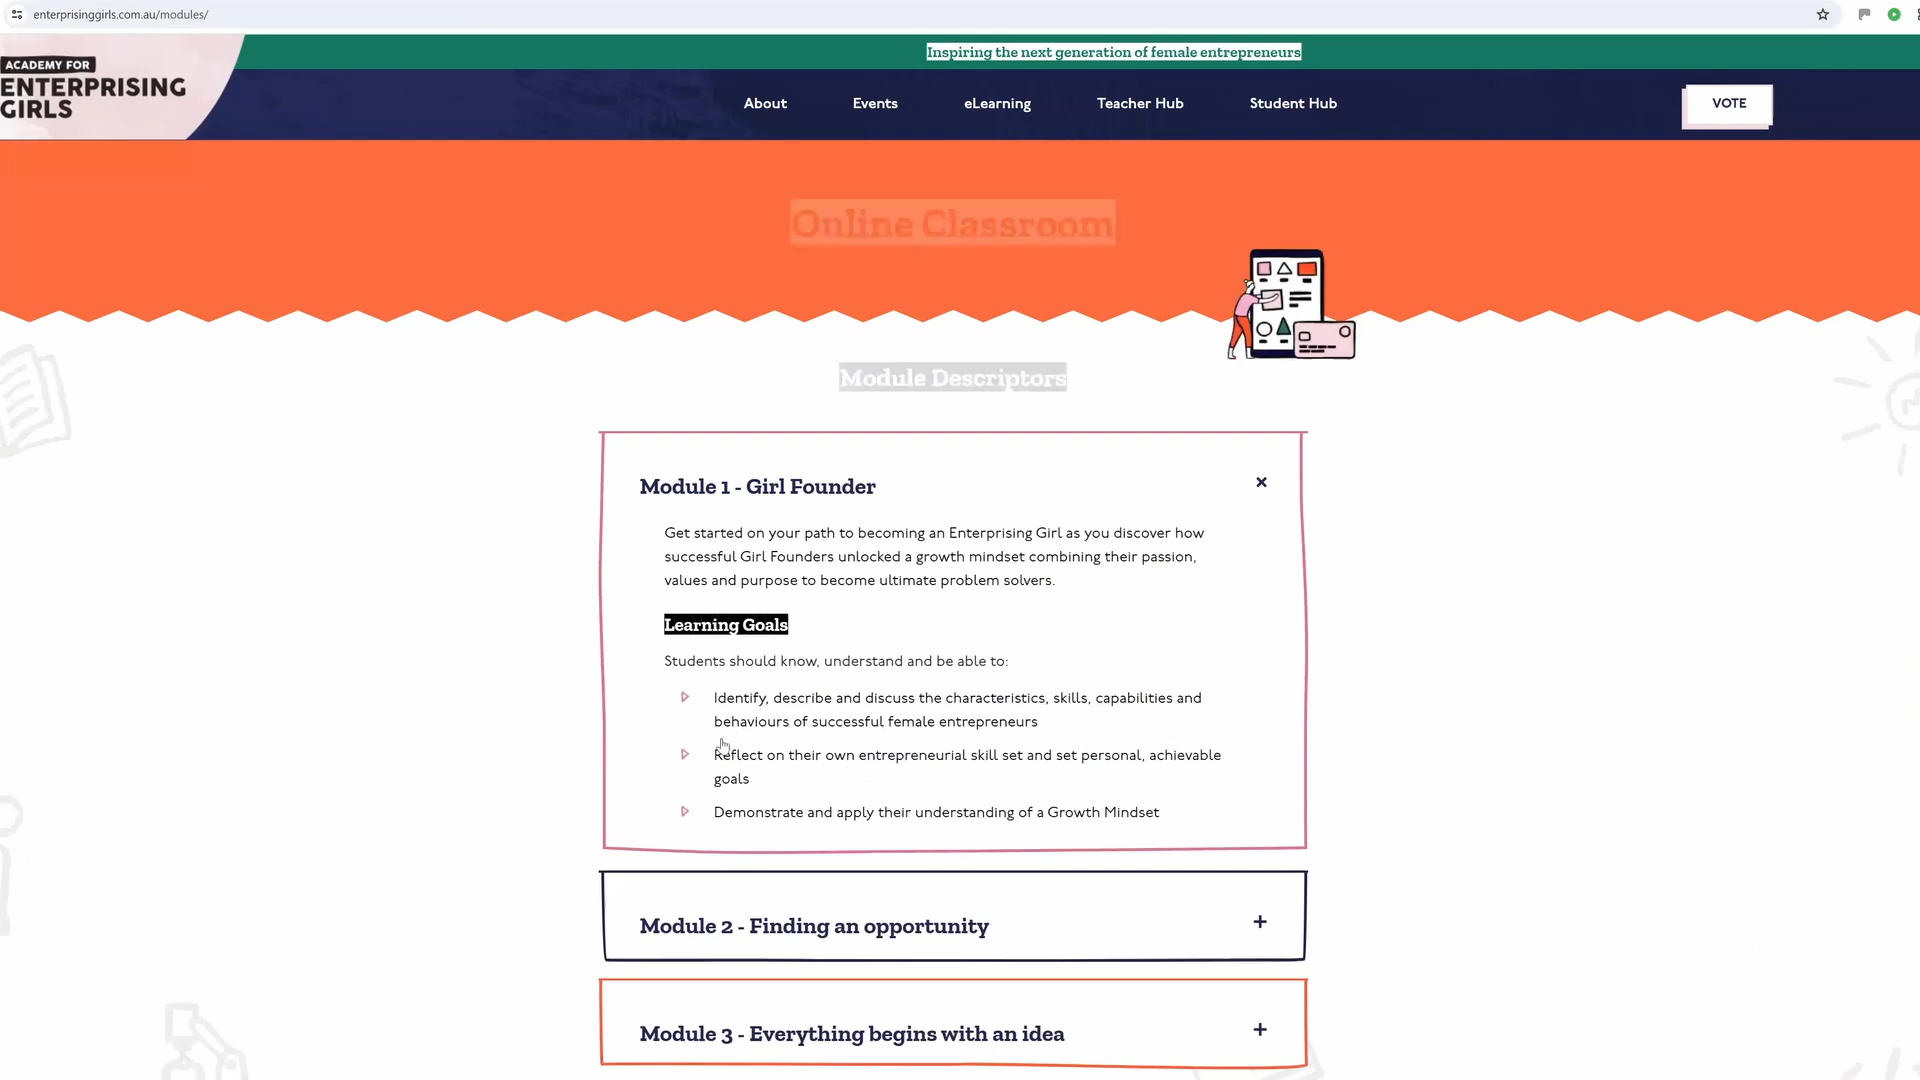 enterprisinggirls.com.au/modules/
Inspiring the next generation of female entrepreneurs
ACADEMY FOR
ENTERPRISING
GIRLS
About
Events
eLearning
Teacher Hub
Student Hub
VOTE
Online Classroom
Module Descriptors
Module 1 - Girl Founder
Get started on your path to becoming an Enterprising Girl as you discover how
successful Girl Founders unlocked a growth mindset combining their passion,
values and purpose to become ultimate problem solvers.
Learning Goals
Students should know, understand and be able to:
Identify, describe and discuss the characteristics, skills, capabilities and
behaviours of successful female entrepreneurs
Reflect on their own entrepreneurial skill set and set personal, achievable
goals
Demonstrate and apply their understanding of a Growth Mindset
Module 2 - Finding an opportunity
Module 3 - Everything begins with an idea